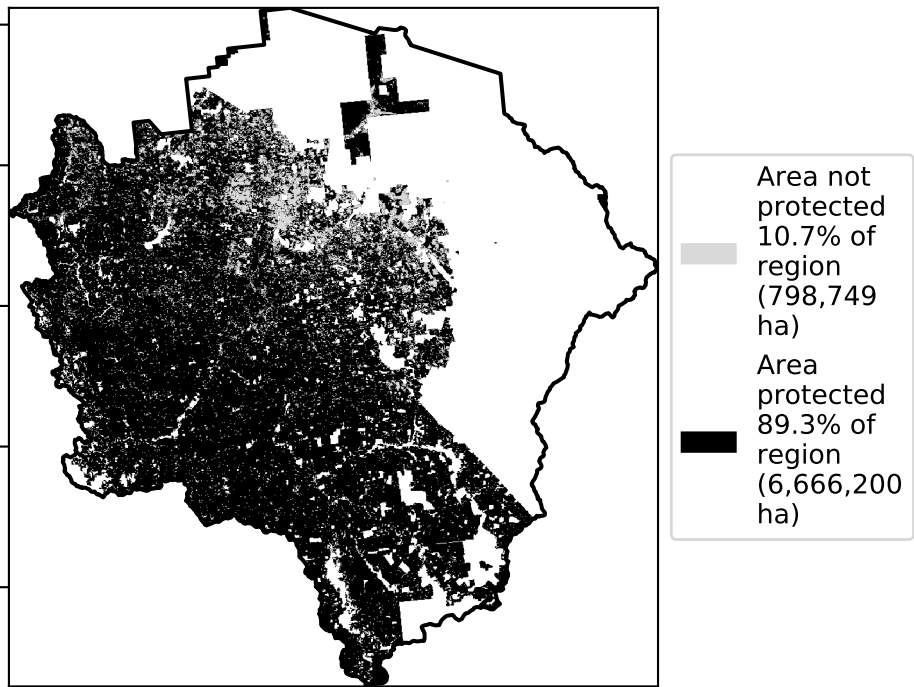 Area not
protected
10.7% of
region
(798,749
ha)
Area
protected
89.3% of
region
(6,666,200
ha)